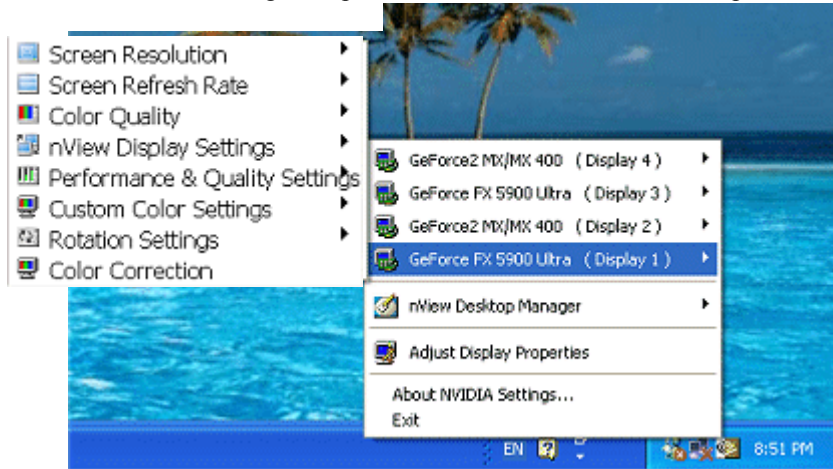 Screen Resolution
Screen Refresh Rate
Color Quality
nView Display Settings
Performance & Quality Settings
Custom Color Settings
Rotation Settings
Color Correction
GeForce2 MX/MX 400 ( Display 4 )
GeForce FX 5900 Ultra ( Display 3 )
GeForce2 MX/MX 400 ( Display 2 )
GeForce FX 5900 Ultra ( Display 1 )
nView Desktop Manager
Adjust Display Properties
About NVIDIA Settings...
Exit
EN
8:51 PM